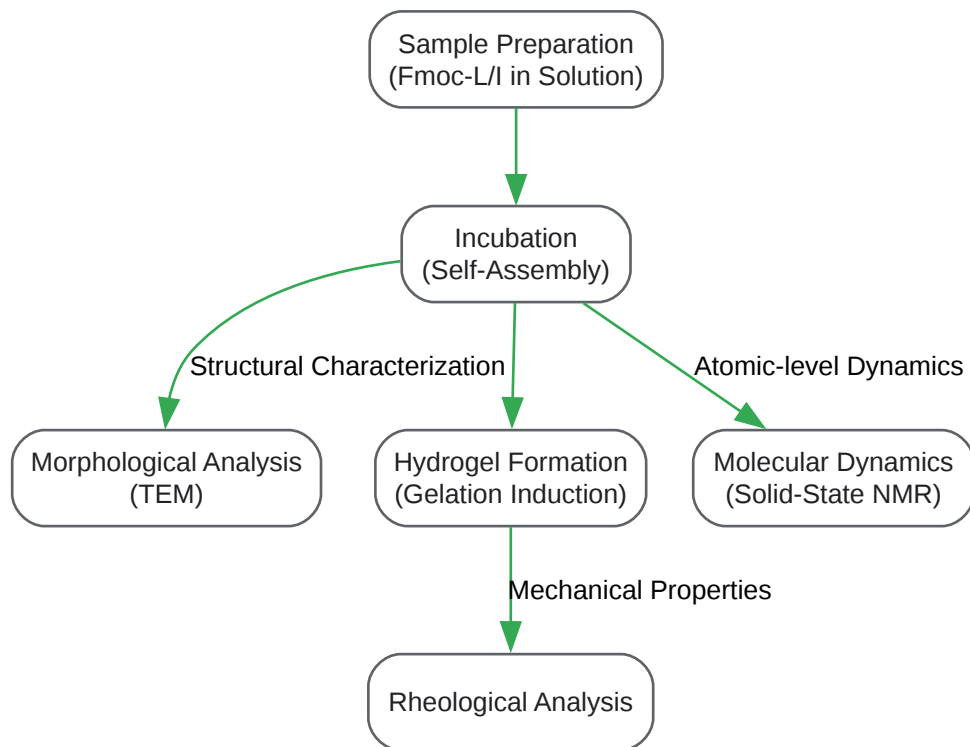 Sample Preparation
(Fmoc-L/I in Solution)
Incubation
(Self-Assembly)
Structural Characterization
Atomic-level Dynamics
Morphological Analysis
(TEM)
Hydrogel Formation
(Gelation Induction)
Molecular Dynamics
(Solid-State NMR)
Mechanical Properties
Rheological Analysis